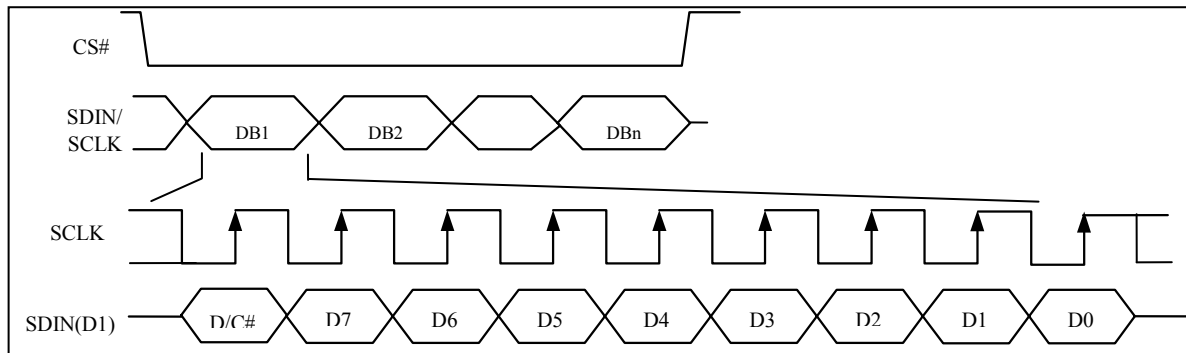 CS#
SDIN/
SCLK
DB1 DB2 DBn
SCLK
SDIN(D1) D/C# D7 D6 D5 D4 D3 D2 D1 D0